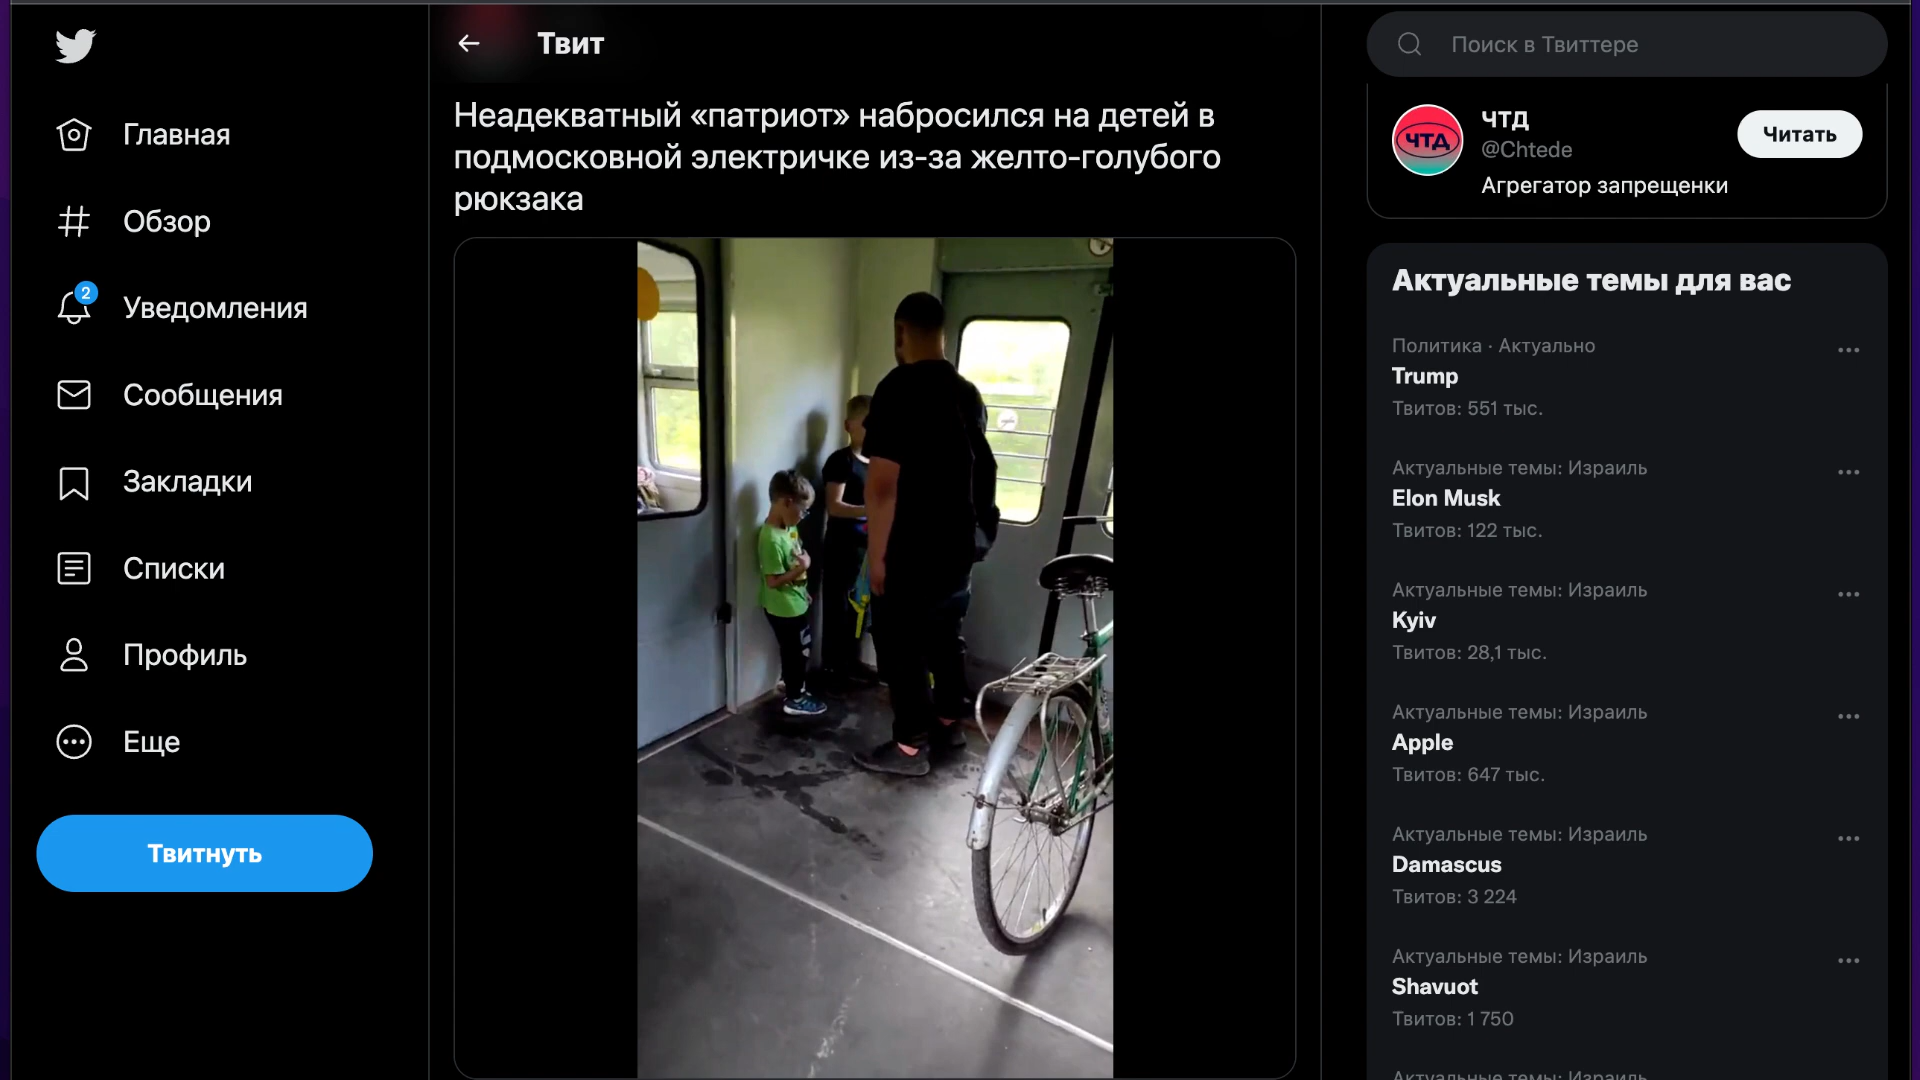 Главная
Обзор
2
Уведомления
Сообщения
Закладки
Списки
Профиль
Еще
Твитнуть
Твит
Неадекватный «патриот» набросился на детей в
подмосковной электричке из-за желто-голубого
рюкзака
Поиск в Твиттере
ЧТД
ЧТД
@Chtede
Читать
Агрегатор запрещенки
Актуальные темы для вас
Политика · Актуально
Trump
Твитов: 551 тыс.
Актуальные темы: Израиль
Elon Musk
Твитов: 122 тыс.
Актуальные темы: Израиль
Kyiv
Твитов: 28,1 тыс.
Актуальные темы: Израиль
Apple
Твитов: 647 тыс.
Актуальные темы: Израиль
Damascus
Твитов: 3 224
Актуальные темы: Израиль
Shavuot
Твитов: 1 750
Актуальные темы: Израиль